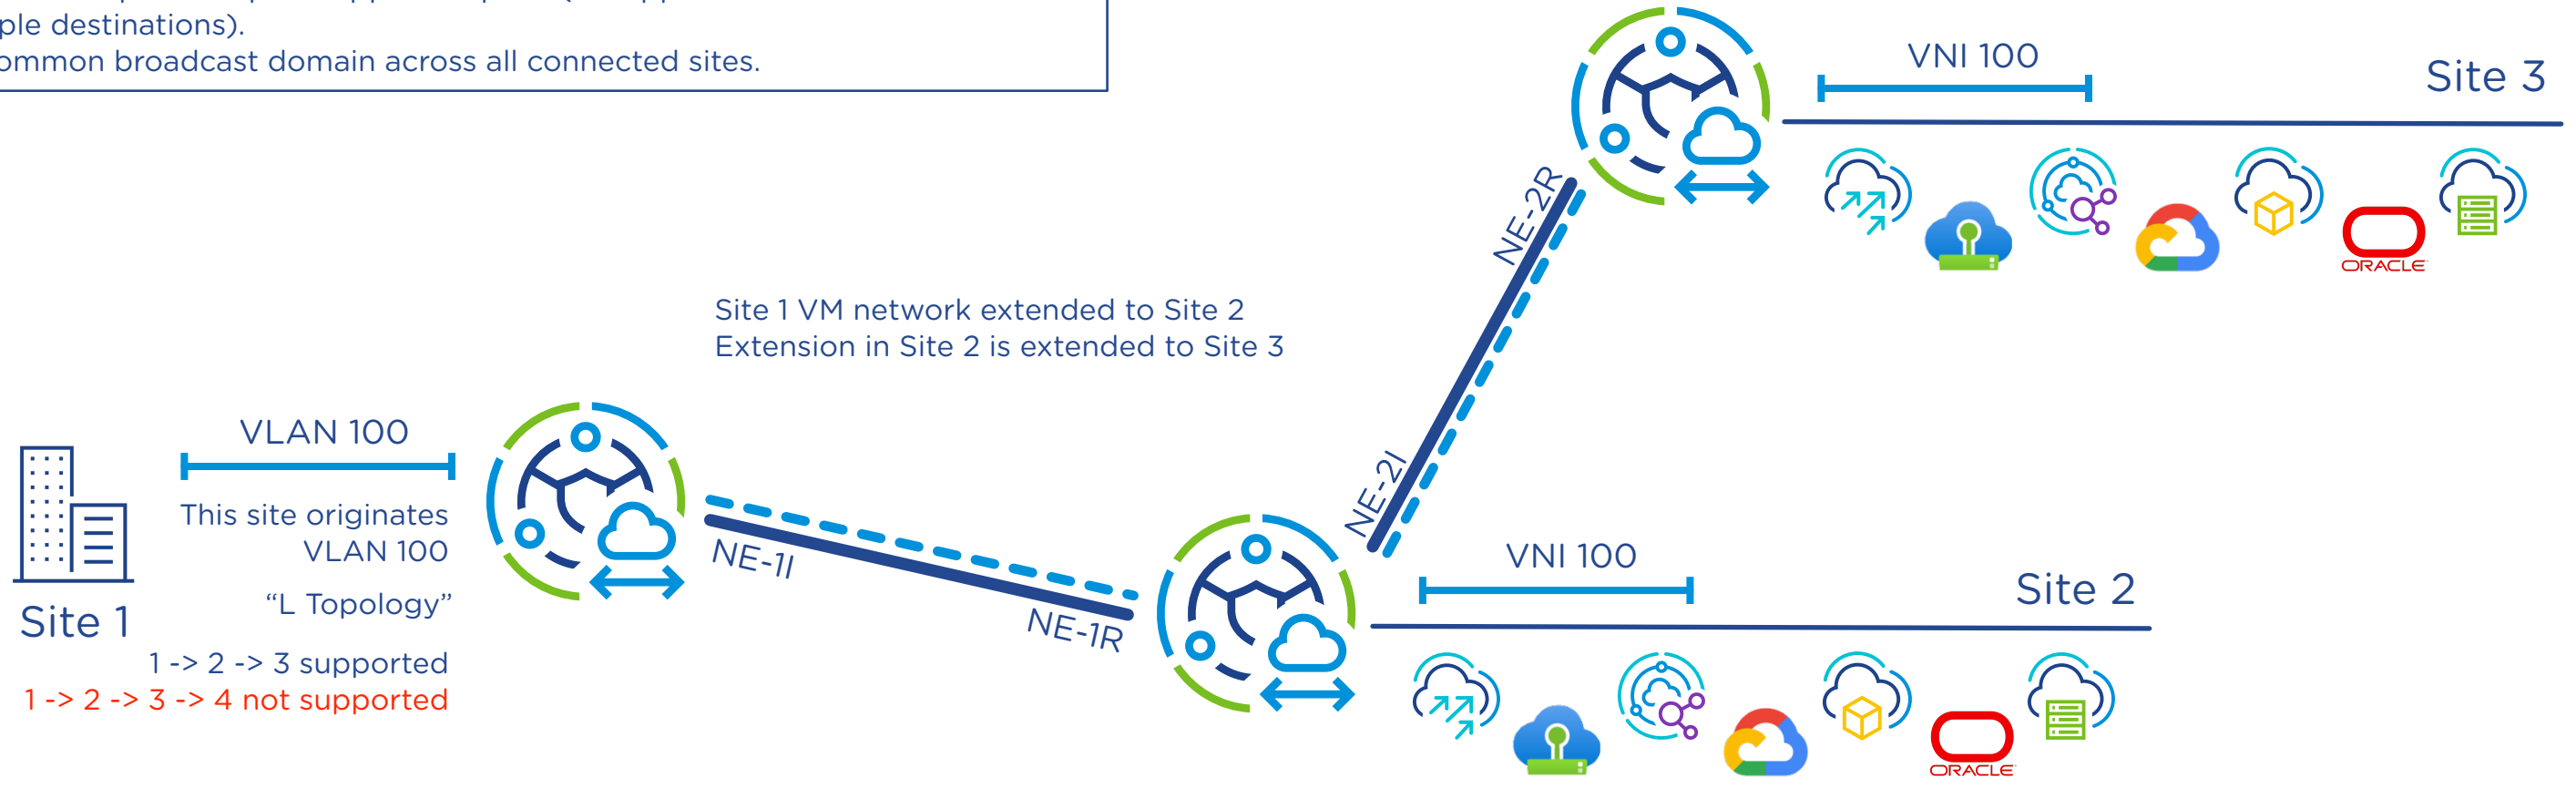 ple destinations).
ommon broadcast domain across all connected sites.
VNI 100
Site 3
NE-2R
ORACLE
Site 1 VM network extended to Site 2
Extension in Site 2 is extended to Site 3
VLAN 100
This site originates
VLAN 100
"L Topology"
Site 1
1 -> 2 -> 3 supported
1 -> 2 -> 3 -> 4 not supported
NE-1I
NE-1R
NE-2I
VNI 100
Site 2
ORACLE